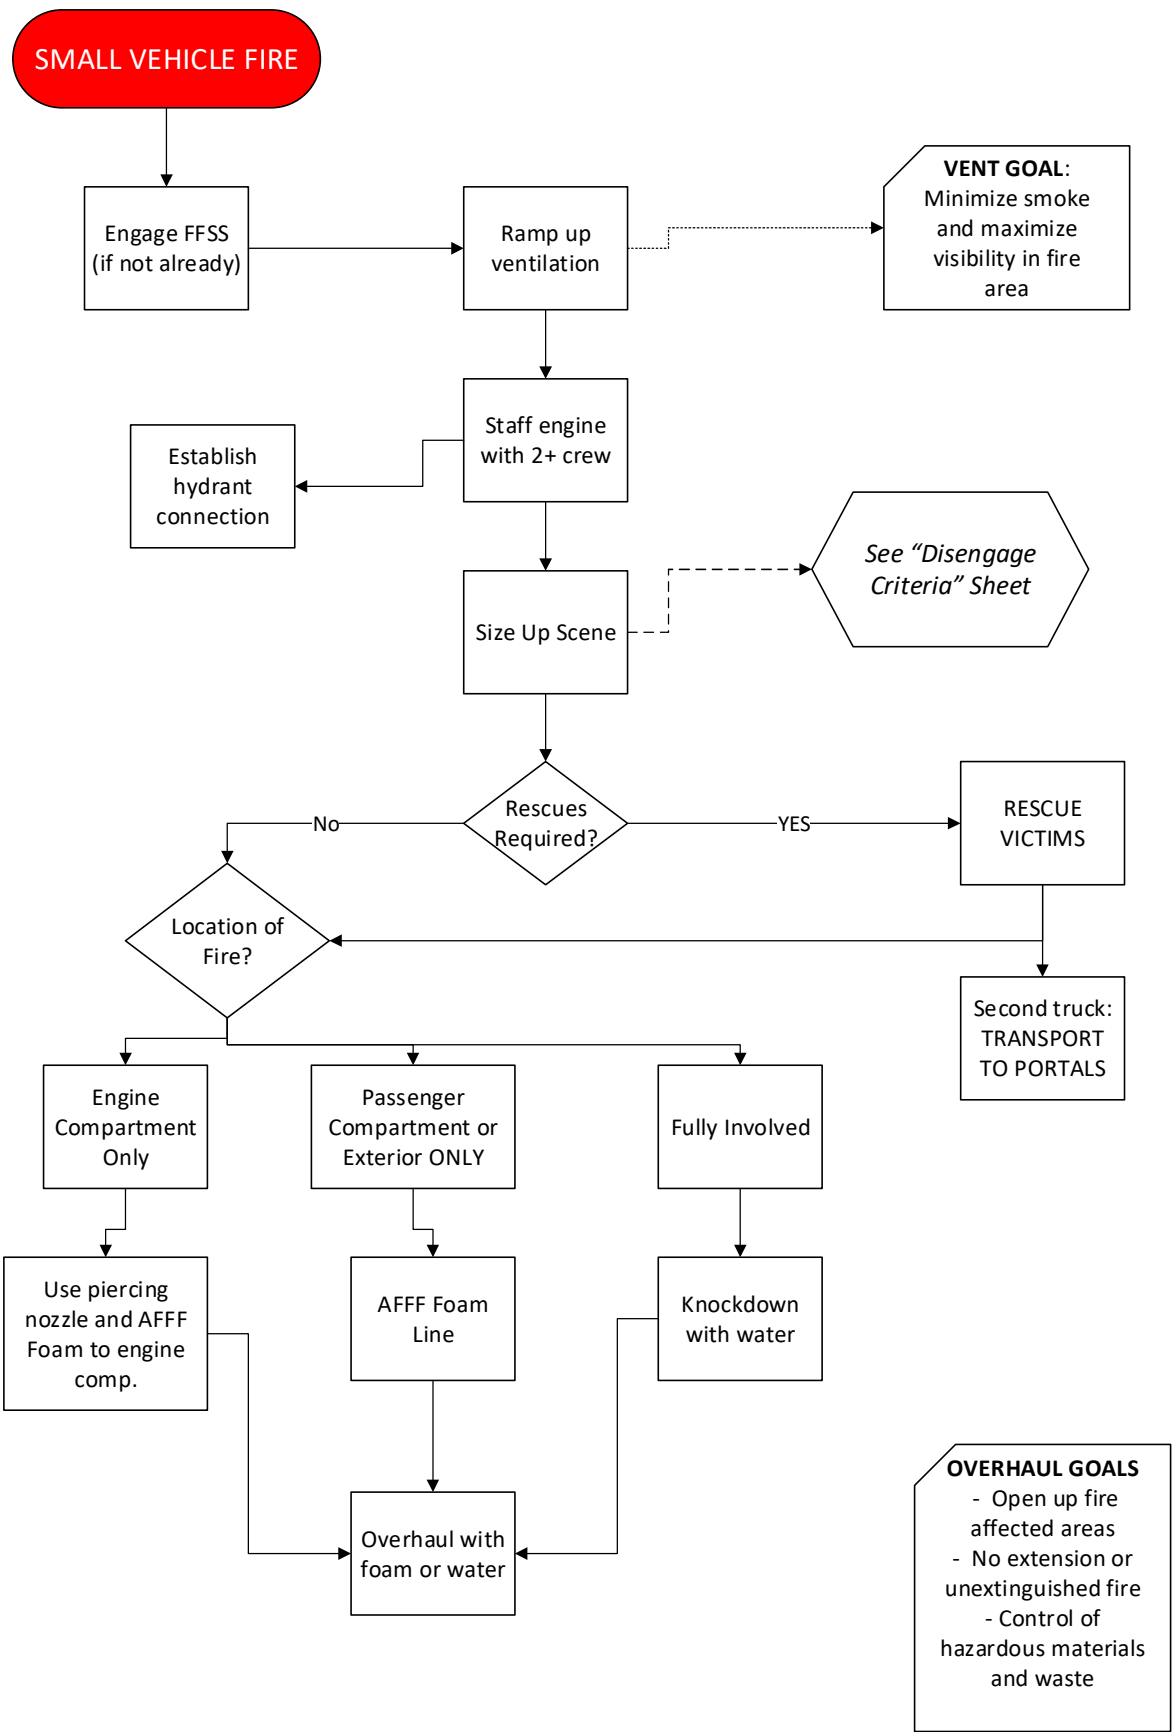 SMALL VEHICLE FIRE
Engage FFSS
(if not already)
Ramp up
ventilation
VENT GOAL:
Minimize smoke
and maximize
visibility in fire
area
Staff engine
with 2+ crew
Establish
hydrant
connection
See “Disengage
Criteria” Sheet
Size Up Scene
Rescues
Required?
No
YES
RESCUE
VICTIMS
Location of
Fire?
Second truck:
TRANSPORT
TO PORTALS
Engine
Compartment
Only
Passenger
Compartment or
Exterior ONLY
Fully Involved
Use piercing
nozzle and AFFF
Foam to engine
comp.
AFFF Foam
Line
Knockdown
with water
Overhaul with
foam or water
OVERHAUL GOALS
- Open up fire
affected areas
- No extension or
unextinguished fire
- Control of
hazardous materials
and waste